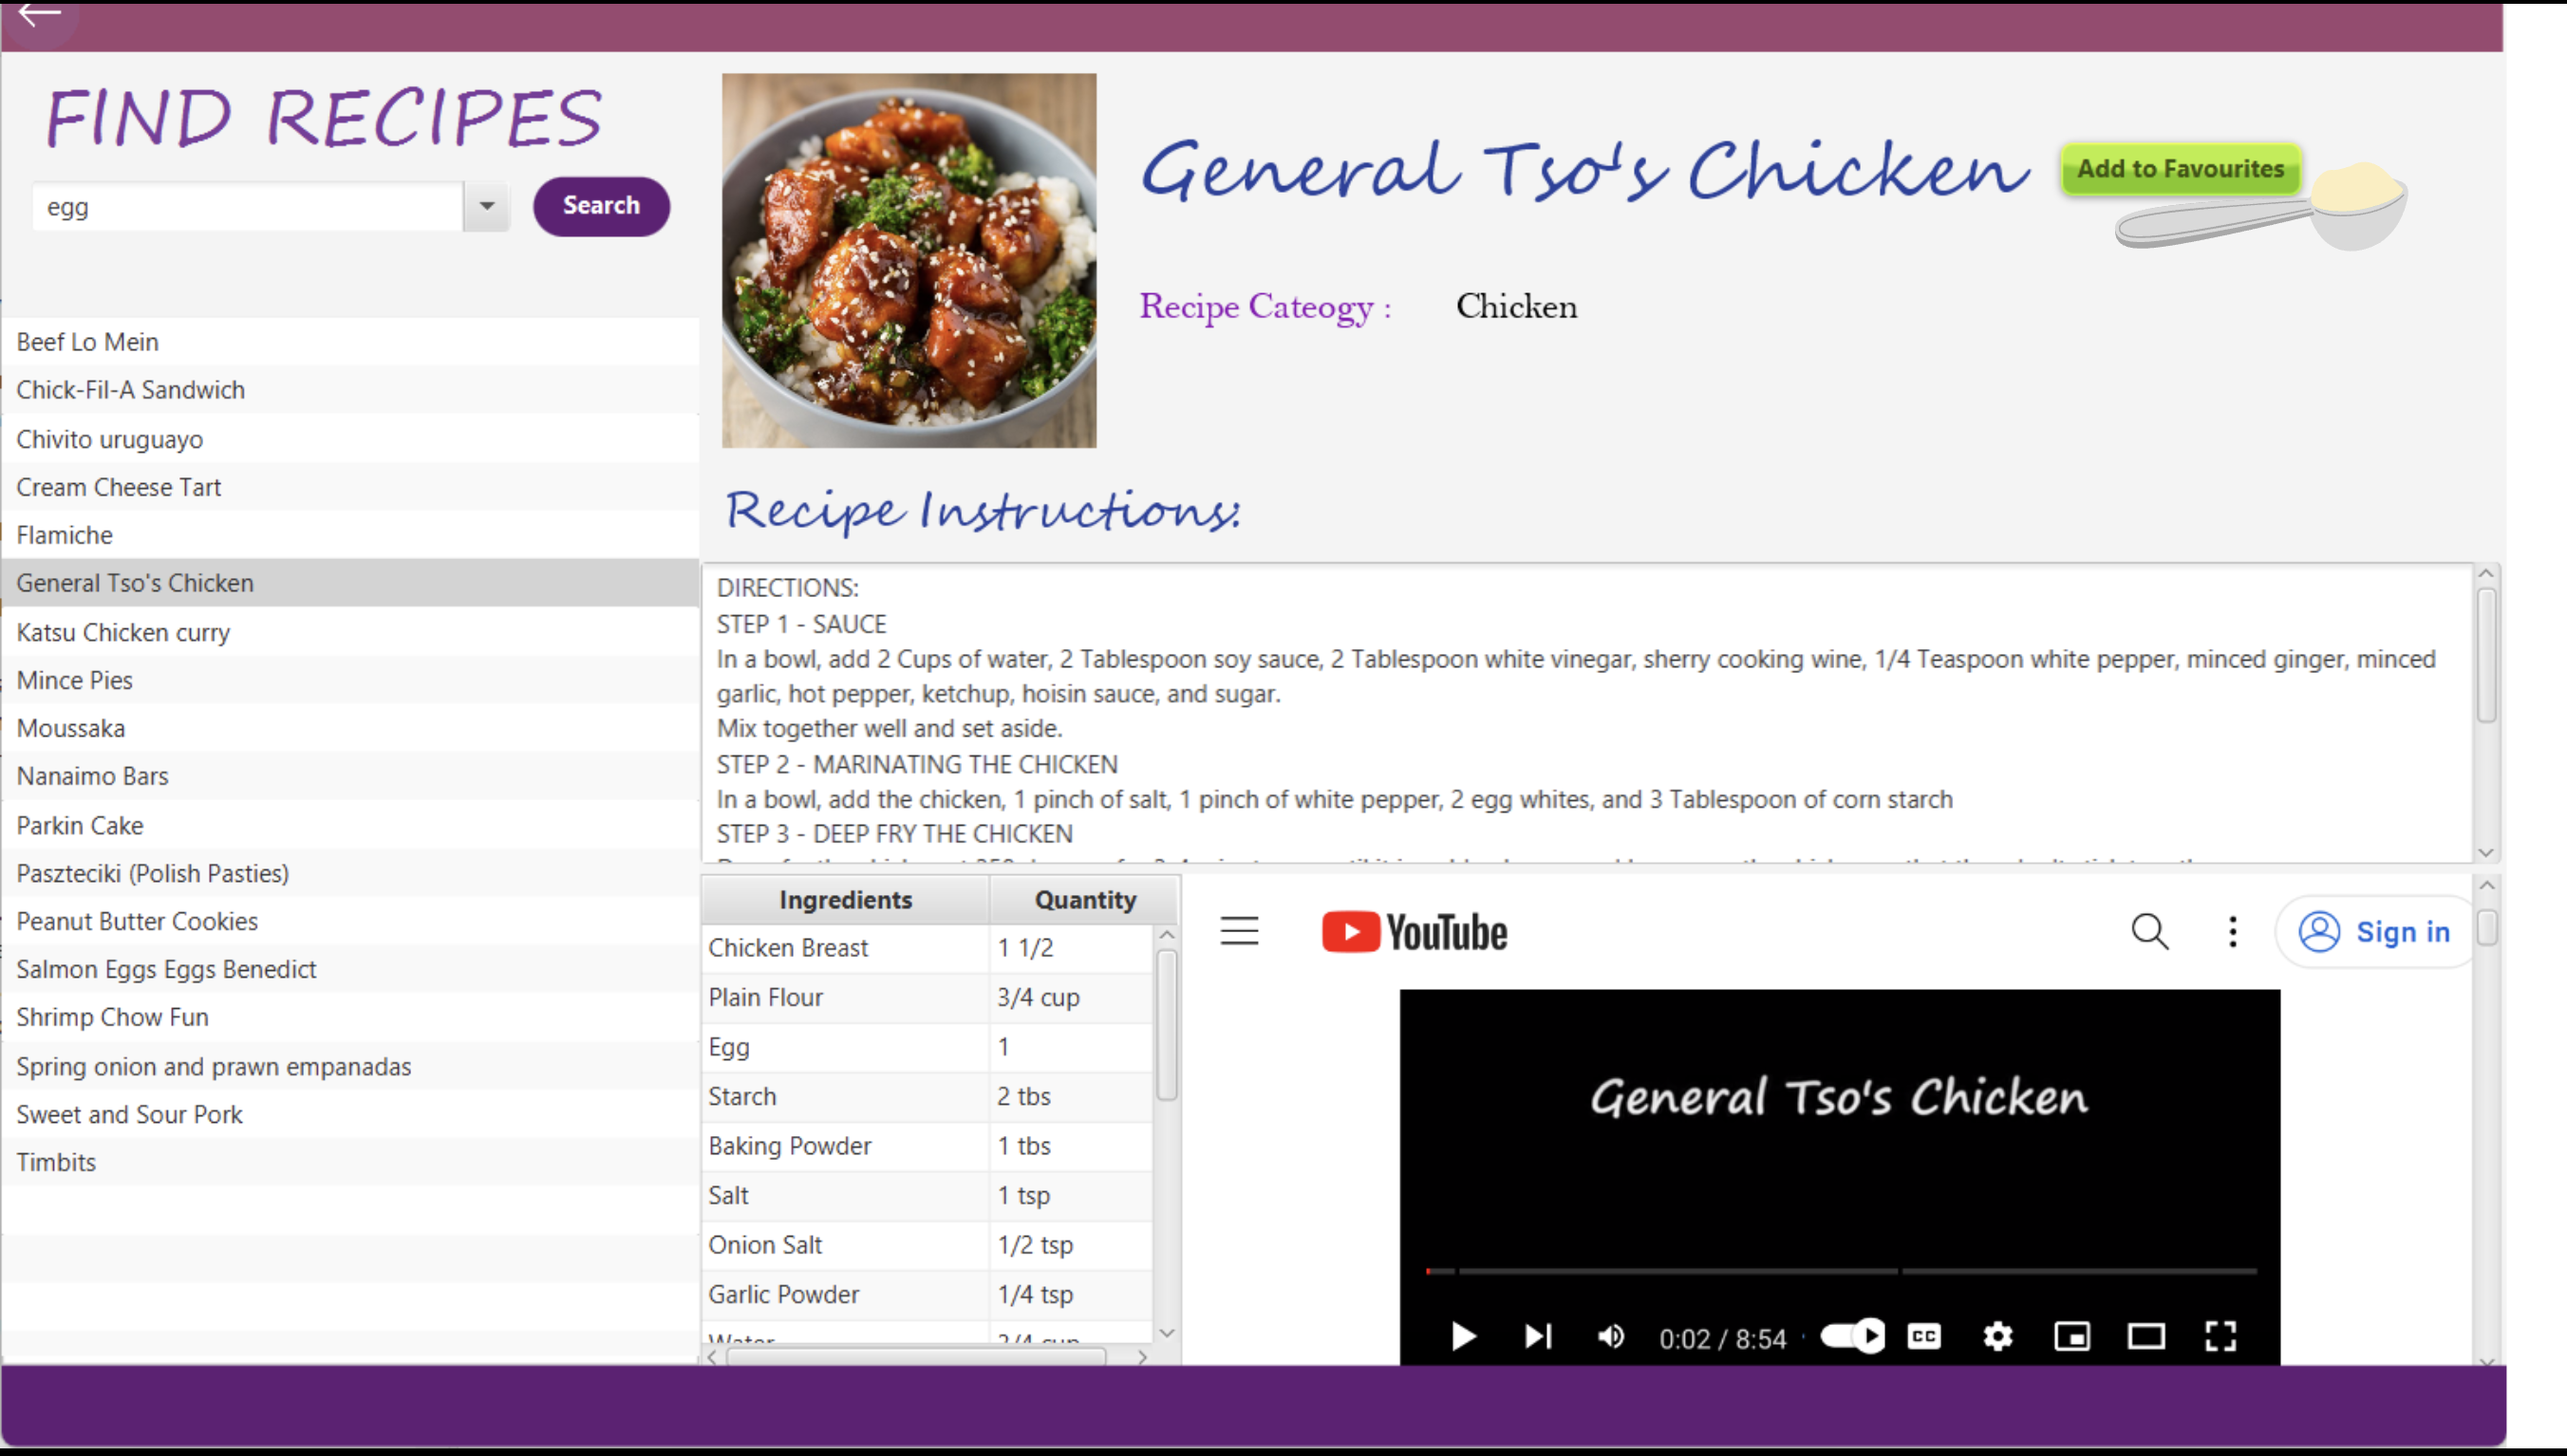 FIND RECIPES
egg
Search
Beef Lo Mein
Chick-Fil-A Sandwich
Chivito uruguayo
Cream Cheese Tart
Flamiche
General Tso's Chicken
Katsu Chicken curry
Mince Pies
Moussaka
Nanaimo Bars
Parkin Cake
Paszteciki (Polish Pasties)
Peanut Butter Cookies
Salmon Eggs Eggs Benedict
Shrimp Chow Fun
Spring onion and prawn empanadas
Sweet and Sour Pork
Timbits
General Tso's Chicken
Add to Favourites
Recipe Cateogy : Chicken
Recipe Instructions:
DIRECTIONS:
STEP 1 - SAUCE
In a bowl, add 2 Cups of water, 2 Tablespoon soy sauce, 2 Tablespoon white vinegar, sherry cooking wine, 1/4 Teaspoon white pepper, minced ginger, minced
garlic, hot pepper, ketchup, hoisin sauce, and sugar.
Mix together well and set aside.
STEP 2 - MARINATING THE CHICKEN
In a bowl, add the chicken, 1 pinch of salt, 1 pinch of white pepper, 2 egg whites, and 3 Tablespoon of corn starch
STEP 3 - DEEP FRY THE CHICKEN
Ingredients Quantity
Chicken Breast 1 1/2
Plain Flour 3/4 cup
Egg 1
Starch 2 tbs
Baking Powder 1 tbs
Salt 1 tsp
Onion Salt 1/2 tsp
Garlic Powder 1/4 tsp
YouTube
Sign in
General Tso's Chicken
0:02 / 8:54
CC